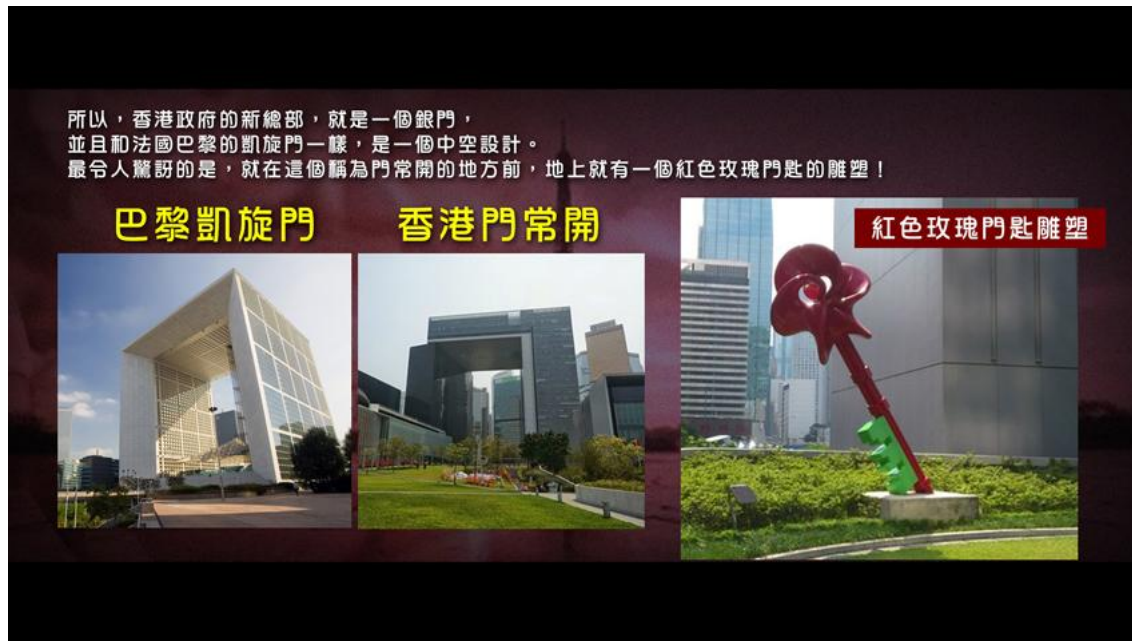 所以，香港政府的新總部，就是一個銀門，
並且和法國巴黎的凱旋門一樣，是一個中空設計。
最令人驚訝的是，就在這個稱為門常開的地方前，地上就有一個紅色玫瑰門匙的雕塑！
巴黎凱旋門
香港門常開
紅色玫瑰門匙雕塑